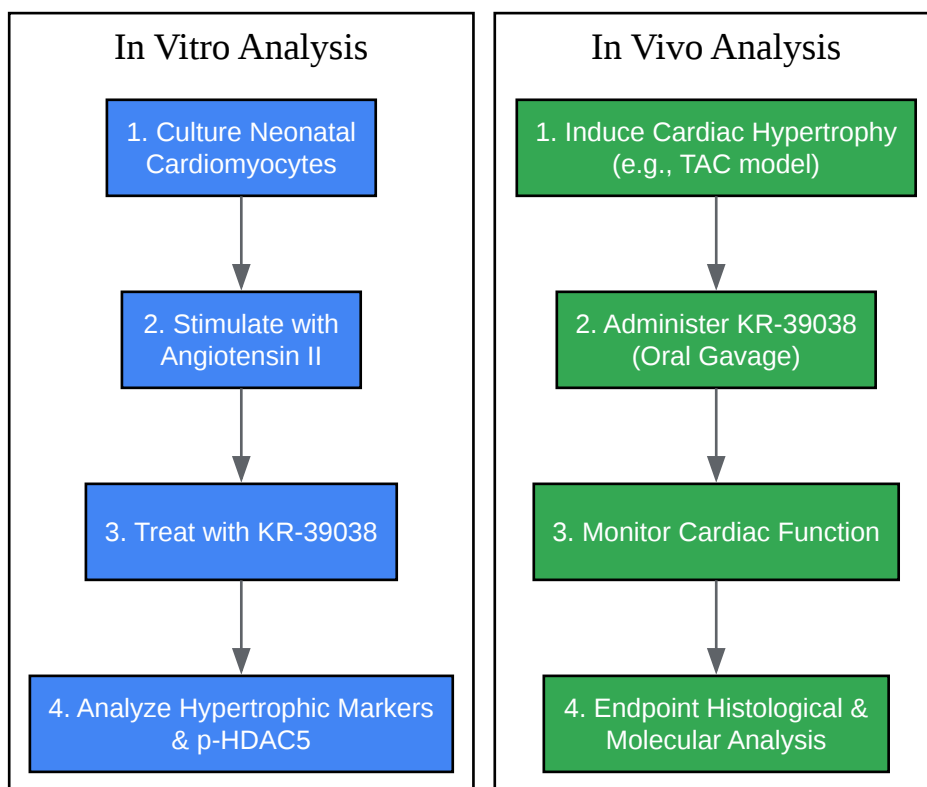 In Vitro Analysis
1. Culture Neonatal
Cardiomyocytes
2. Stimulate with
Angiotensin II
3. Treat with KR-39038
4. Analyze Hypertrophic Markers
& p-HDAC5
In Vivo Analysis
1. Induce Cardiac Hypertrophy
(e.g., TAC model)
2. Administer KR-39038
(Oral Gavage)
3. Monitor Cardiac Function
4. Endpoint Histological &
Molecular Analysis